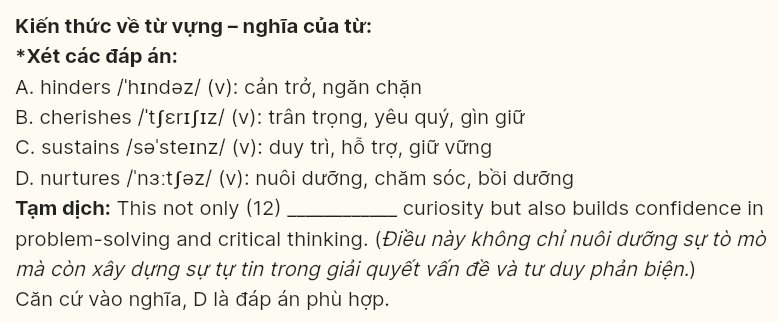 Kiến thức về từ vựng – nghĩa của từ:
*Xét các đáp án:
A. hinders /ˈhɪndəz/ (v): cản trở, ngăn chặn
B. cherishes /ˈtʃɛrɪʃɪz/ (v): trân trọng, yêu quý, gìn giữ
C. sustains /səˈsteɪnz/ (v): duy trì, hỗ trợ, giữ vững
D. nurtures /ˈnɜːtʃəz/ (v): nuôi dưỡng, chăm sóc, bồi dưỡng
Tạm dịch: This not only (12) ____________ curiosity but also builds confidence in
problem-solving and critical thinking. (Điều này không chỉ nuôi dưỡng sự tò mò
mà còn xây dựng sự tự tin trong giải quyết vấn đề và tư duy phản biện.)
Căn cứ vào nghĩa, D là đáp án phù hợp.